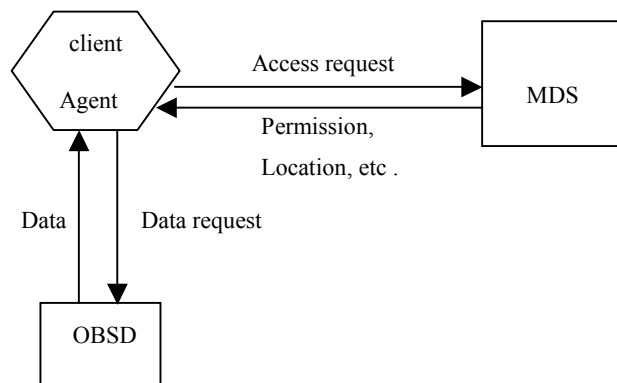 client
Agent
Access request
MDS
Permission,
Location, etc .
Data
Data request
OBSD